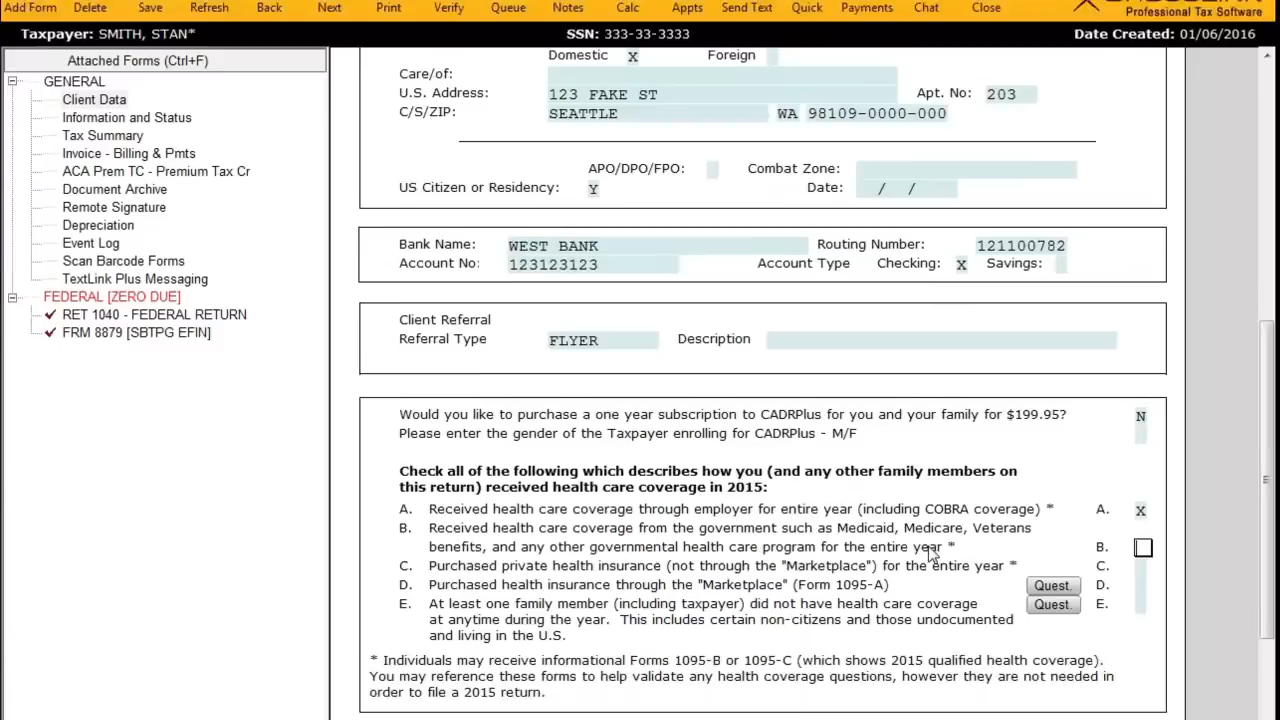 Add Form Delete Save Refresh Back Next Print Verify Queue Notes Calc Appts Send Text Quick Payments Chat Close
Professional Tax Software
Taxpayer: SMITH, STAN* SSN: 333-33-3333 Date Created: 01/06/2016
Attached Forms (Ctrl+F)
GENERAL
Client Data
Information and Status
Tax Summary
Invoice - Billing & Pmts
ACA Prem TC - Premium Tax Cr
Document Archive
Remote Signature
Depreciation
Event Log
Scan Barcode Forms
TextLink Plus Messaging
FEDERAL [ZERO DUE]
RET 1040 - FEDERAL RETURN
FRM 8879 [SBTPG EFIN]
Domestic X Foreign
Care/of:
U.S. Address: 123 FAKE ST Apt. No: 203
C/S/ZIP: SEATTLE WA 98109-0000-000
APO/DPO/FPO: Combat Zone:
US Citizen or Residency: Y Date: / /
Bank Name: WEST BANK Routing Number: 121100782
Account No: 123123123 Account Type Checking: X Savings:
Client Referral
Referral Type FLYER Description
Would you like to purchase a one year subscription to CADRPlus for you and your family for $199.95? N
Please enter the gender of the Taxpayer enrolling for CADRPlus - M/F
Check all of the following which describes how you (and any other family members on
this return) received health care coverage in 2015:
A. Received health care coverage through employer for entire year (including COBRA coverage) * A. X
B. Received health care coverage from the government such as Medicaid, Medicare, Veterans
benefits, and any other governmental health care program for the entire year * B.
C. Purchased private health insurance (not through the "Marketplace") for the entire year * C.
D. Purchased health insurance through the "Marketplace" (Form 1095-A) Quest. D.
E. At least one family member (including taxpayer) did not have health care coverage Quest. E.
at anytime during the year. This includes certain non-citizens and those undocumented
and living in the U.S.
* Individuals may receive informational Forms 1095-B or 1095-C (which shows 2015 qualified health coverage).
You may reference these forms to help validate any health coverage questions, however they are not needed in
order to file a 2015 return.